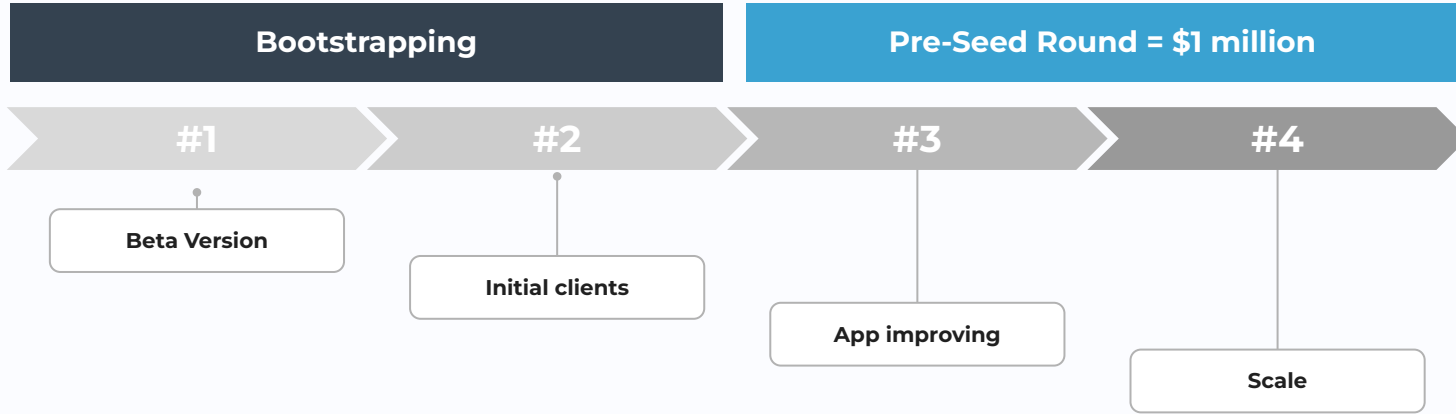 Bootstrapping
Pre-Seed Round = $1 million
#1
#2
#3
#4
Beta Version
Initial clients
App improving
Scale